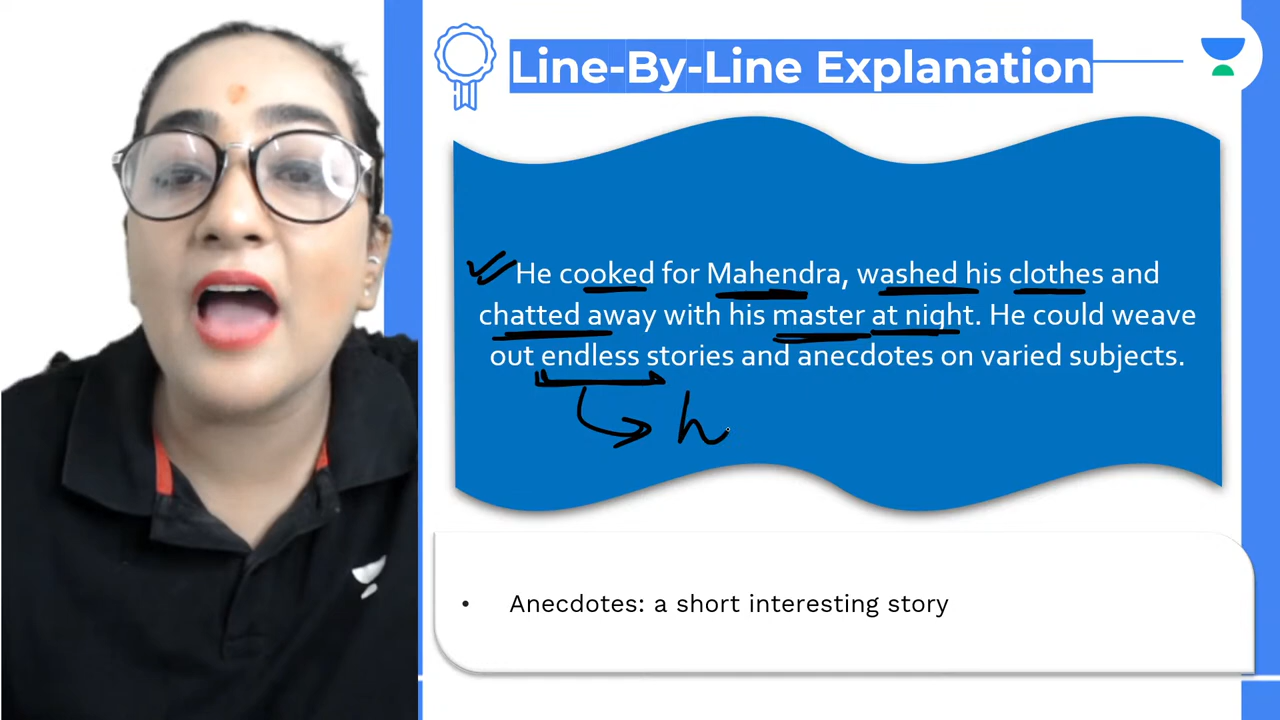 Line-By-Line Explanation
He cooked for Mahendra, washed his clothes and
chatted away with his master at night. He could weave
out endless stories and anecdotes on varied subjects.
h
• Anecdotes: a short interesting story